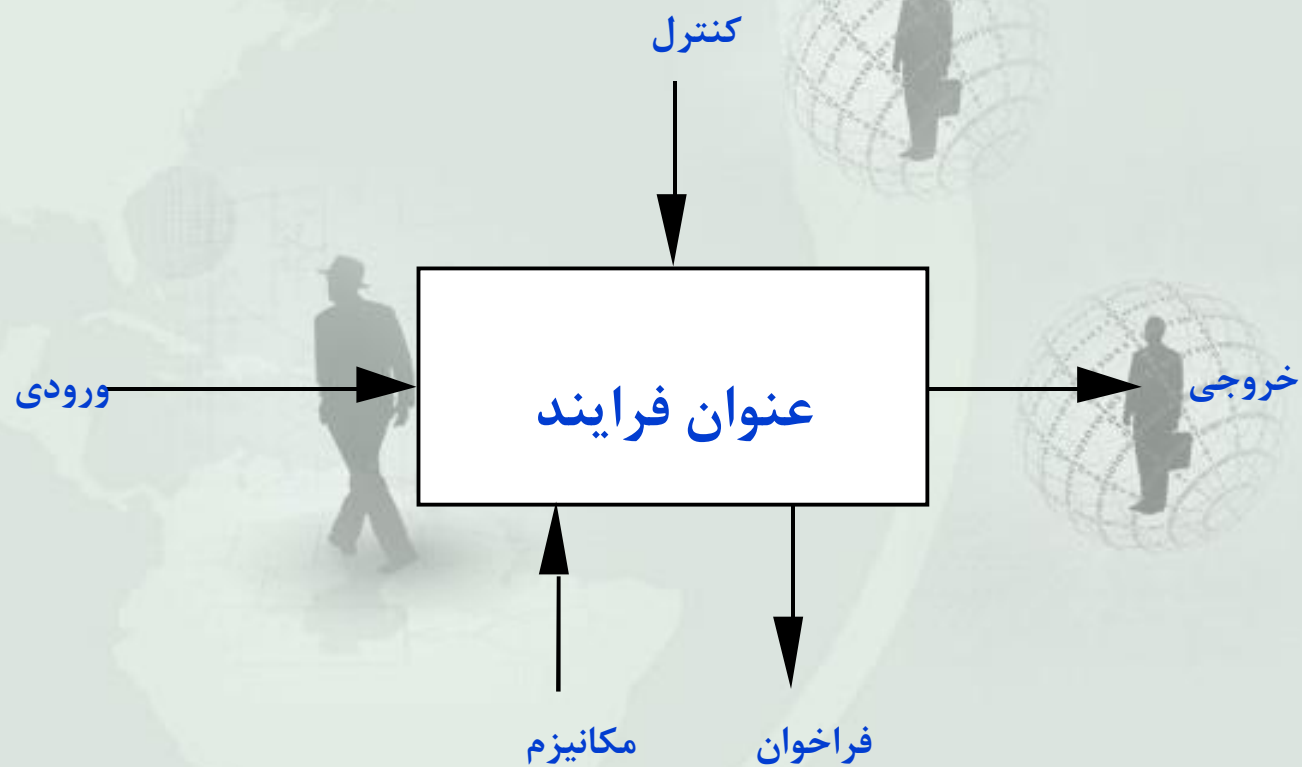 کنترل
ورودی
عنوان فرایند
خروجی
مکانیزم
فراخوان